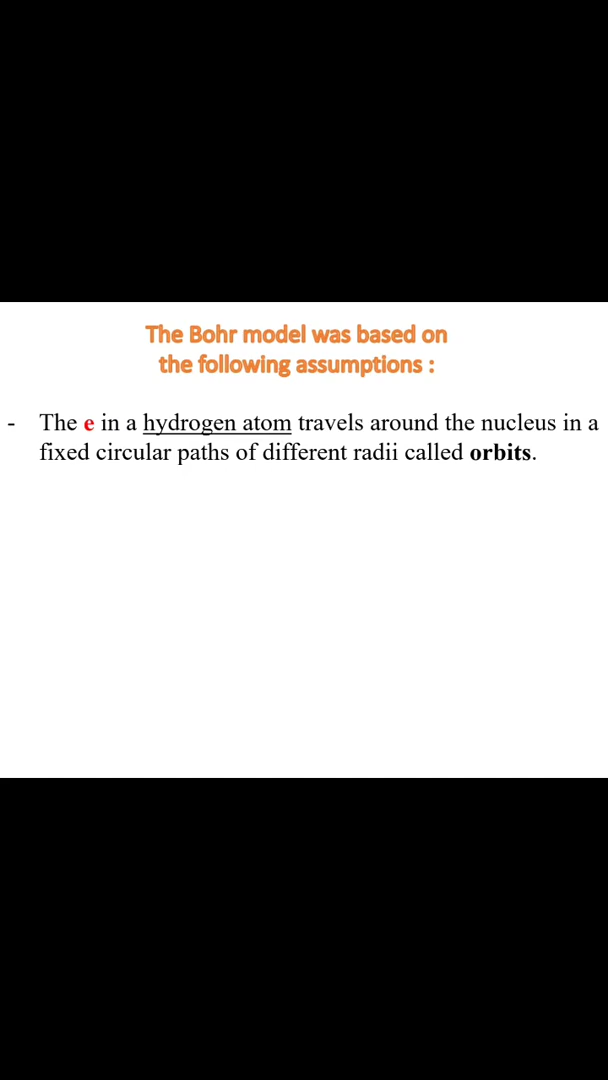 The Bohr model was based on
the following assumptions :
- The e in a hydrogen atom travels around the nucleus in a
fixed circular paths of different radii called orbits.